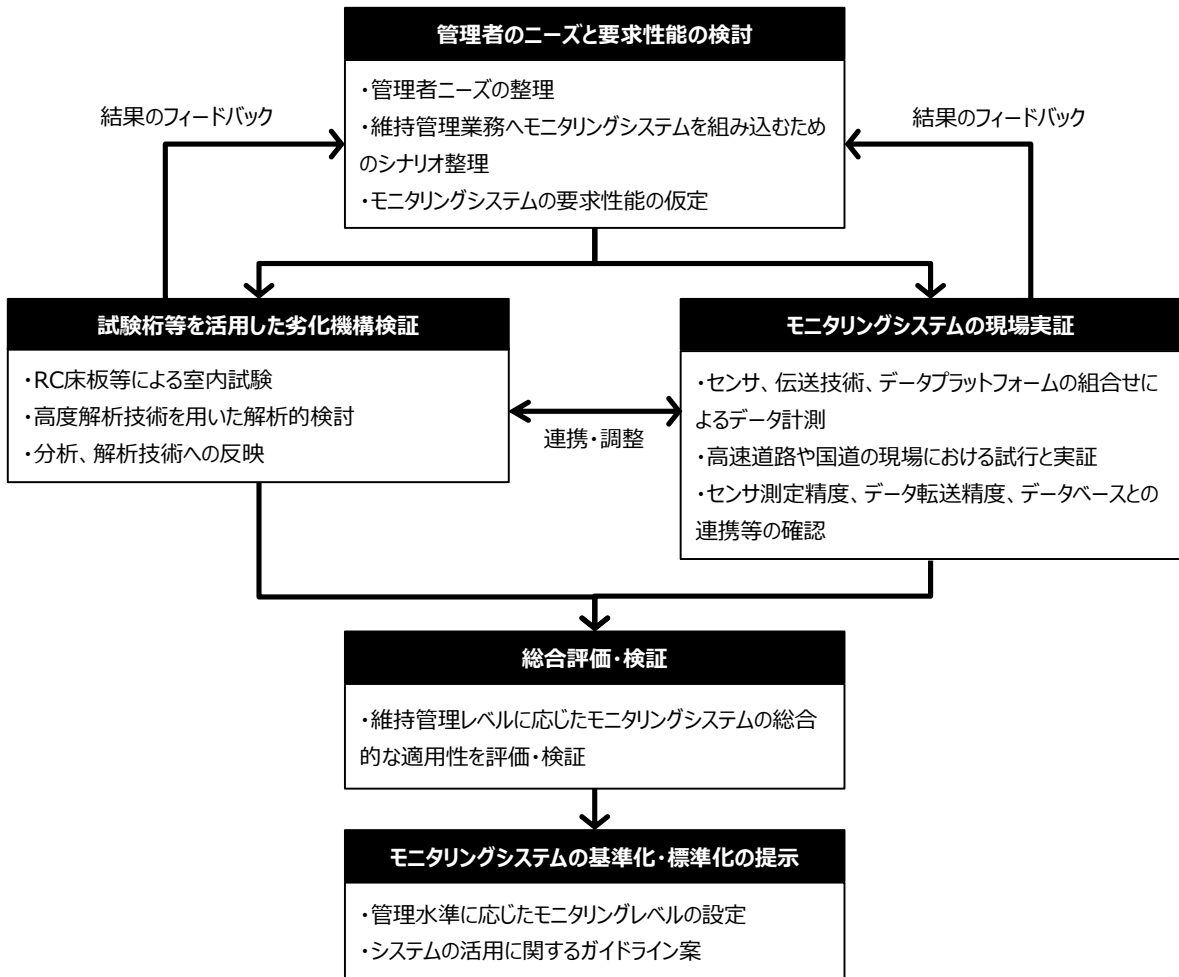 管理者のニーズと要求性能の検討
・管理者ニーズの整理
・維持管理業務へモニタリングシステムを組み込むため
のシナリオ整理
・モニタリングシステムの要求性能の仮定
結果のフィードバック
結果のフィードバック
試験桁等を活用した劣化機構検証
・RC床板等による室内試験
・高度解析技術を用いた解析的検討
・分析、解析技術への反映
連携・調整
モニタリングシステムの現場実証
・センサ、伝送技術、データプラットフォームの組合せに
よるデータ計測
・高速道路や国道の現場における試行と実証
・センサ測定精度、データ転送精度、データベースとの
連携等の確認
総合評価・検証
・維持管理レベルに応じたモニタリングシステムの総合
的な適用性を評価・検証
モニタリングシステムの基準化・標準化の提示
・管理水準に応じたモニタリングレベルの設定
・システムの活用に関するガイドライン案